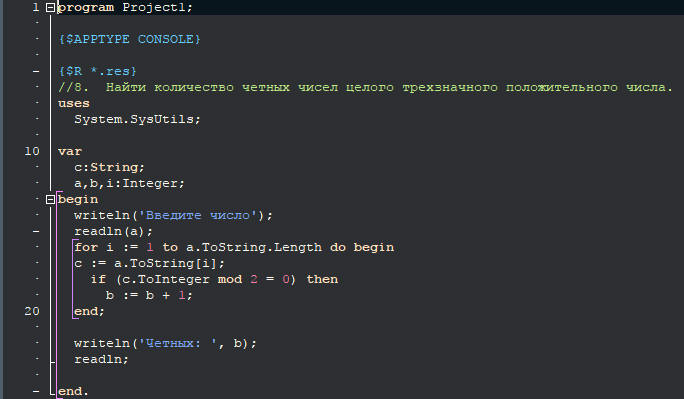 1 program Project1;
{$APPTYPE CONSOLE}
{$R *.res}
//8.  Найти количество четных чисел целого трехзначного положительного числа.
uses
  System.SysUtils;
10 var
  c:String;
  a,b,i:Integer;
begin
  writeln('Введите число');
  readln(a);
  for i := 1 to a.ToString.Length do begin
  c := a.ToString[i];
    if (c.ToInteger mod 2 = 0) then
      b := b + 1;
20   end;
  writeln('Четных: ', b);
  readln;
end.